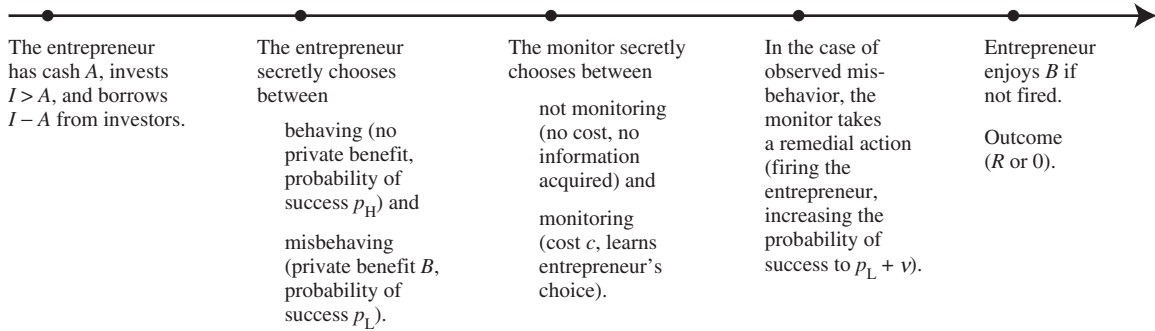 The entrepreneur
has cash A, invests
I > A, and borrows
I − A from investors.
The entrepreneur
secretly chooses
between
behaving (no
private benefit,
probability of
success p_H) and
misbehaving
(private benefit B,
probability of
success p_L).
The monitor secretly
chooses between
not monitoring
(no cost, no
information
acquired) and
monitoring
(cost c, learns
entrepreneur's
choice).
In the case of
observed mis-
behavior, the
monitor takes
a remedial action
(firing the
entrepreneur,
increasing the
probability of
success to p_L + ν).
Entrepreneur
enjoys B if
not fired.
Outcome
(R or 0).